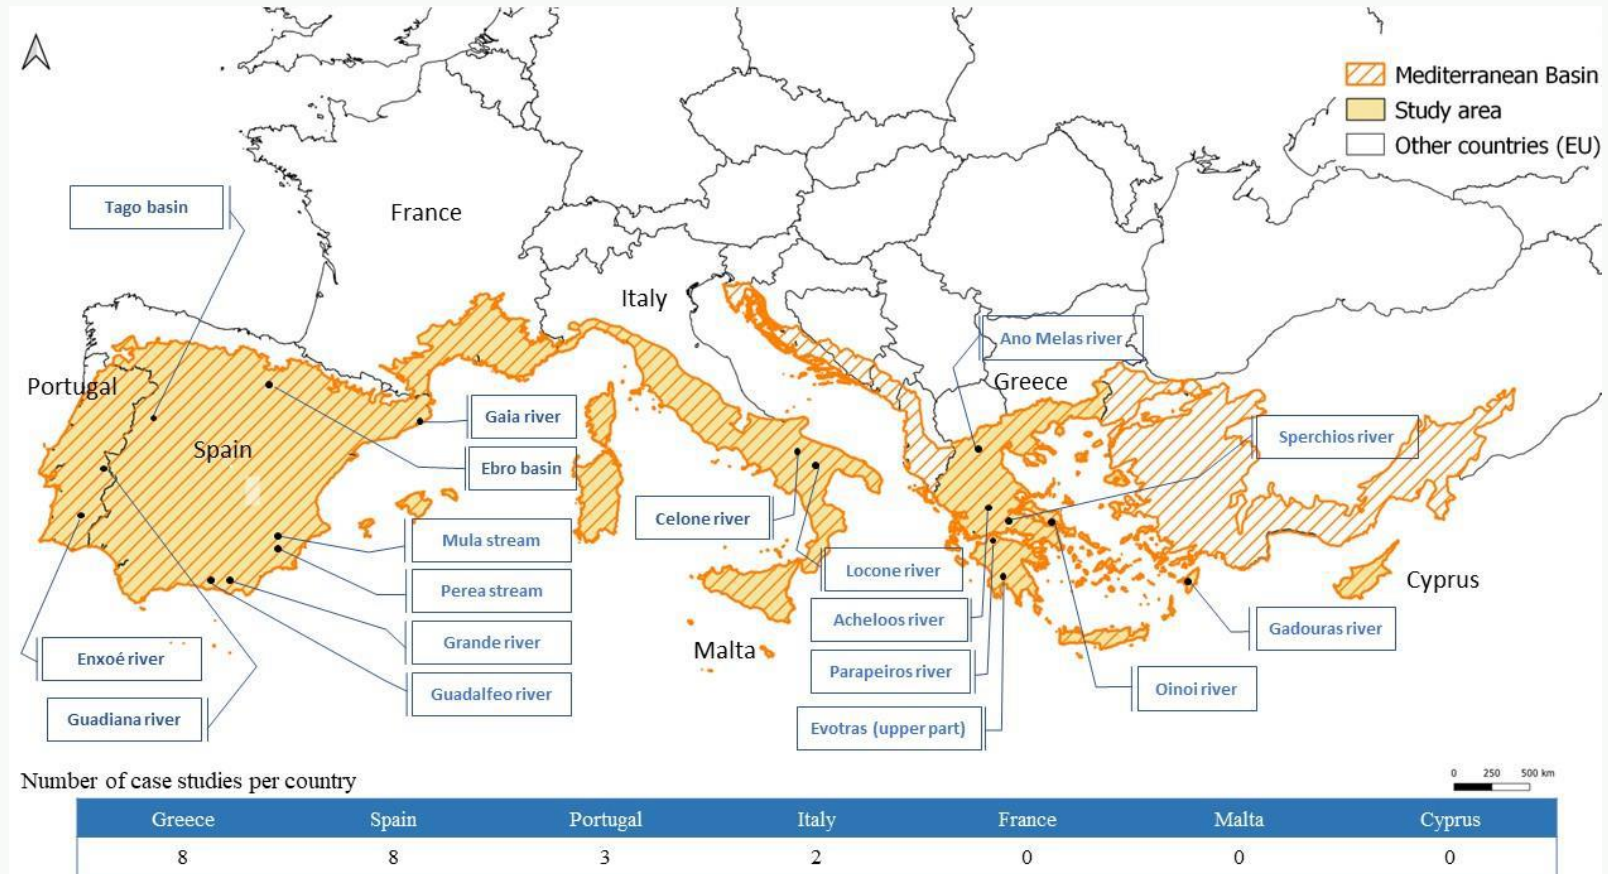 Mediterranean Basin
Study area
Other countries (EU)
Tago basin
France
Italy
Ano Melas river
Portugal
Greece
Gaia river
Spain
Sperchios river
Ebro basin
Celone river
Mula stream
Locone river
Perea stream
Cyprus
Acheloos river
Gadouras river
Grande river
Malta
Enxoé river
Parapeiros river
Guadalfeo river
Oinoi river
Guadiana river
Evotras (upper part)
0 250 500 km
Number of case studies per country
Greece Spain Portugal Italy France Malta Cyprus
8 8 3 2 0 0 0